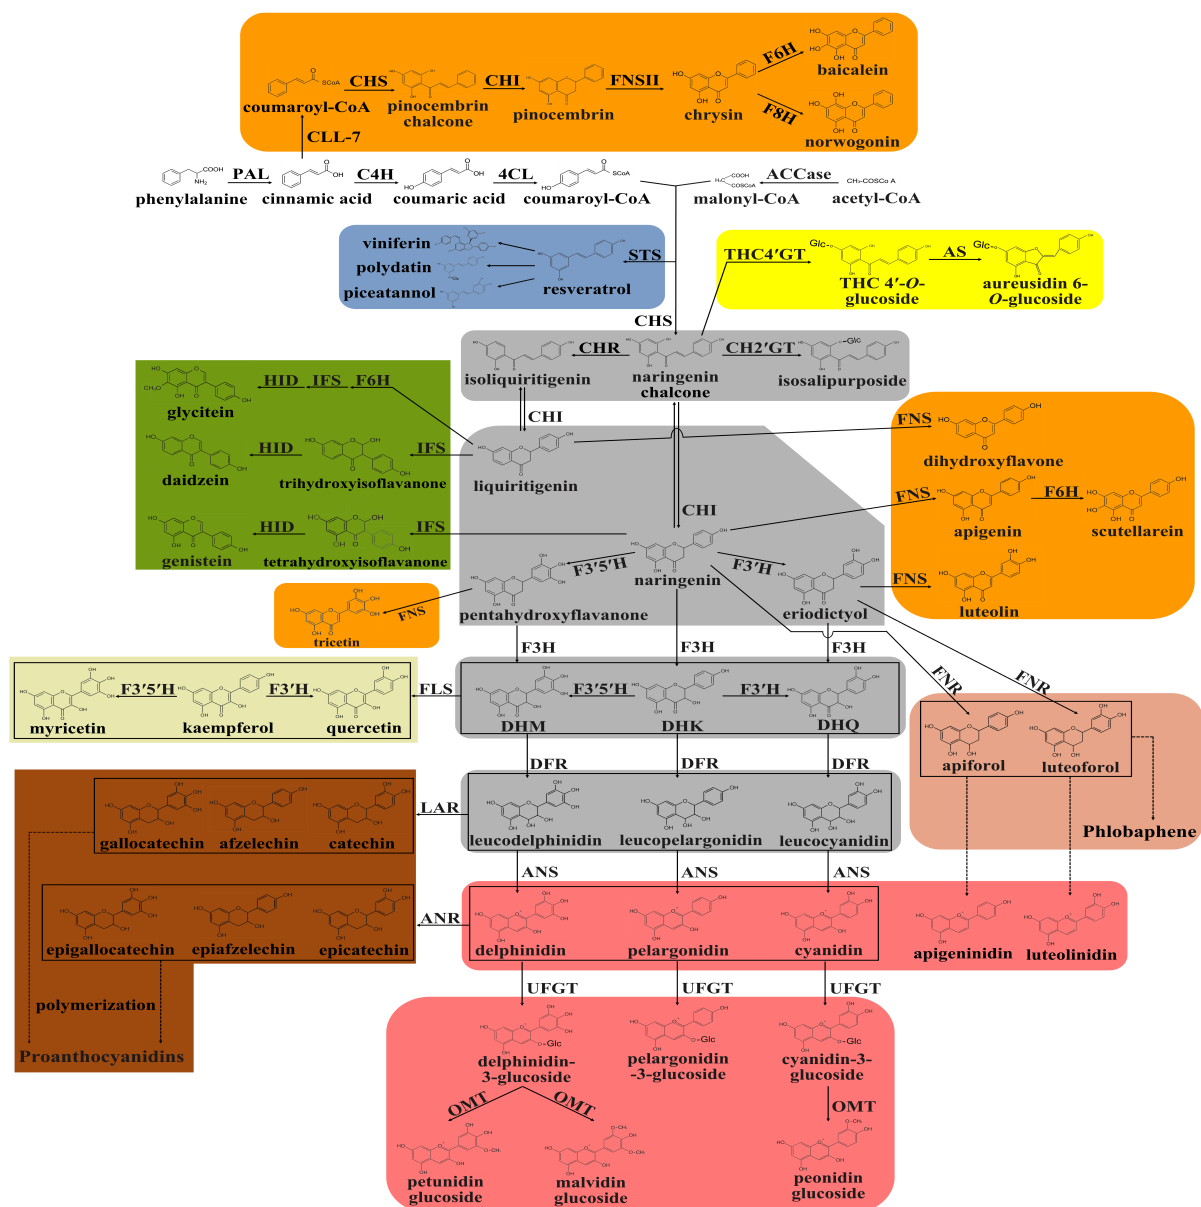 F6H
baicalein
CHS
CHI
FNSII
coumaroyl-CoA
pinocembrin
chalcone
pinocembrin
chrysin
F8H
norwogonin
CLL-7
PAL
C4H
4CL
ACCase
phenylalanine
cinnamic acid
coumaric acid
coumaroyl-CoA
malonyl-CoA
acetyl-CoA
CH3-COSCoA
viniferin
polydatin
piceatannol
resveratrol
STS
THC4′GT
AS
THC 4′-O-
glucoside
aureusidin 6-
O-glucoside
CHS
CHR
CH2′GT
isoliquiritigenin
naringenin
chalcone
isosalipurposide
HID
IFS
F6H
glycitein
CHI
FNS
dihydroxyflavone
HID
IFS
daidzein
trihydroxyisoflavanone
liquiritigenin
CHI
FNS
F6H
apigenin
scutellarein
HID
IFS
genistein
tetrahydroxyisoflavanone
F3′5′H
naringenin
F3′H
FNS
luteolin
pentahydroxyflavanone
eriodictyol
FNS
tricetin
F3H
F3H
F3H
FNR
FNR
F3′5′H
F3′H
FLS
F3′5′H
F3′H
myricetin
kaempferol
quercetin
DHM
DHK
DHQ
apiforol
luteoforol
DFR
DFR
DFR
Phlobaphene
LAR
gallocatechin
afzelechin
catechin
leucodelphinidin
leucopelargonidin
leucocyanidin
ANS
ANS
ANS
ANR
epigallocatechin
epiafzelechin
epicatechin
delphinidin
pelargonidin
cyanidin
apigeninidin
luteolinidin
polymerization
Proanthocyanidins
UFGT
UFGT
UFGT
delphinidin-
3-glucoside
pelargonidin
-3-glucoside
cyanidin-3-
glucoside
OMT
OMT
OMT
petunidin
glucoside
malvidin
glucoside
peonidin
glucoside